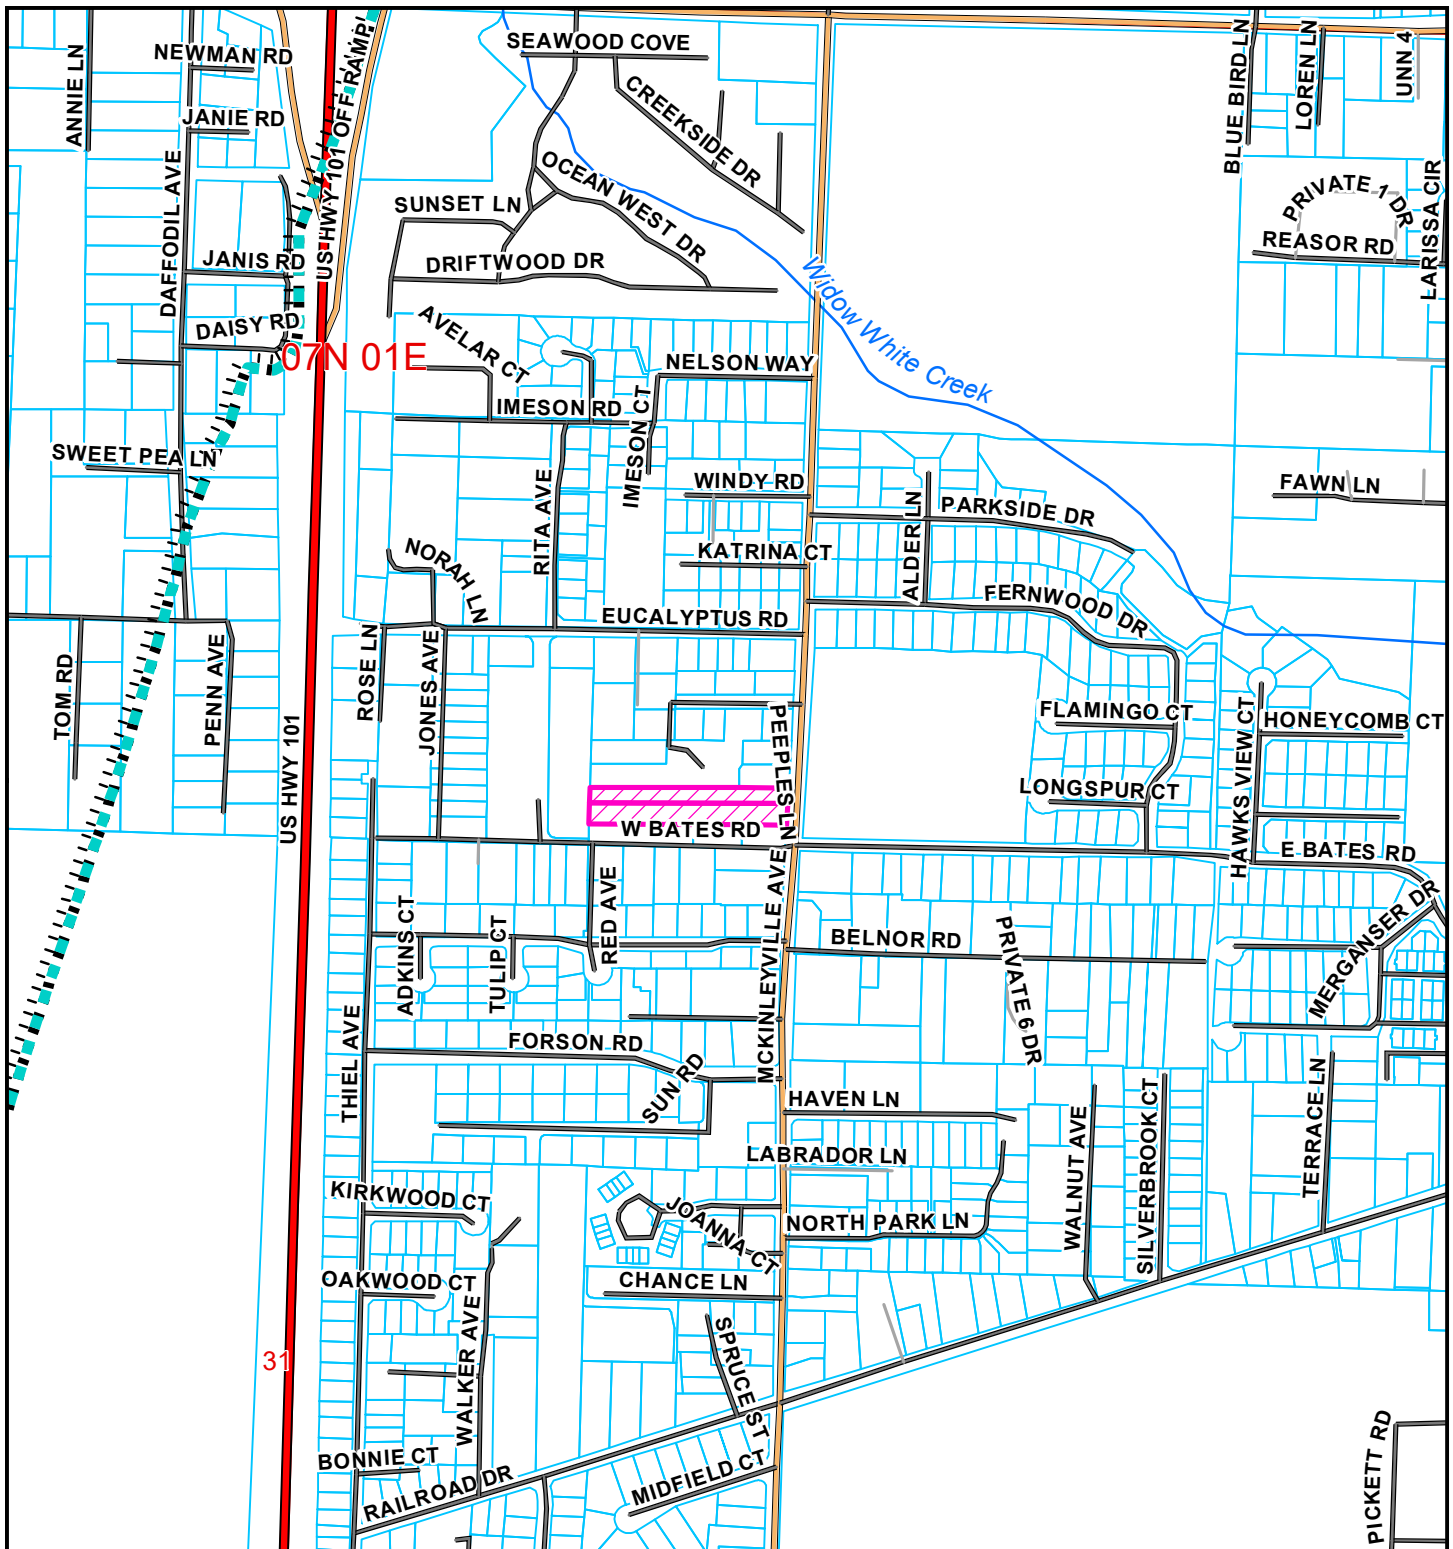 ANNIE LN
NEWMAN RD
US HWY 101 OFF RAMP
SEAWOOD COVE
BLUE BIRD LN
LOREN LN
UNN 4
JANIE RD
CREEKSIDE DR
DAFFODIL AVE
OCEAN WEST DR
SUNSET LN
PRIVATE 1 DR
REASOR RD
LARISSA CIR
JANIS RD
US HWY 101
DRIFTWOOD DR
Widow White Creek
DAISY RD
07N 01E
AVELAR CT
NELSON WAY
IMESON RD
IMESON CT
SWEET PEA LN
WINDY RD
RITA AVE
FAWN LN
ALDER LN
PARKSIDE DR
NORAH LN
KATRINA CT
FERNWOOD DR
EUCALYPTUS RD
TOM RD
PENN AVE
ROSE LN
JONES AVE
PEEPLES LN
FLAMINGO CT
HAWKS VIEW CT
HONEYCOMB CT
LONGSPUR CT
W BATES RD
E BATES RD
MCKINLEYVILLE AVE
RED AVE
ADKINS CT
TULIP CT
BELNOR RD
PRIVATE 6 DR
MERGANSER DR
THIEL AVE
FORSON RD
SUN RD
HAVEN LN
LABRADOR LN
WALNUT AVE
SILVERBROOK CT
TERRACE LN
KIRKWOOD CT
JOANNA CT
NORTH PARK LN
OAKWOOD CT
CHANCE LN
WALKER AVE
SPRUCE ST
31
BONNIE CT
RAILROAD DR
MIDFIELD CT
PICKETT RD